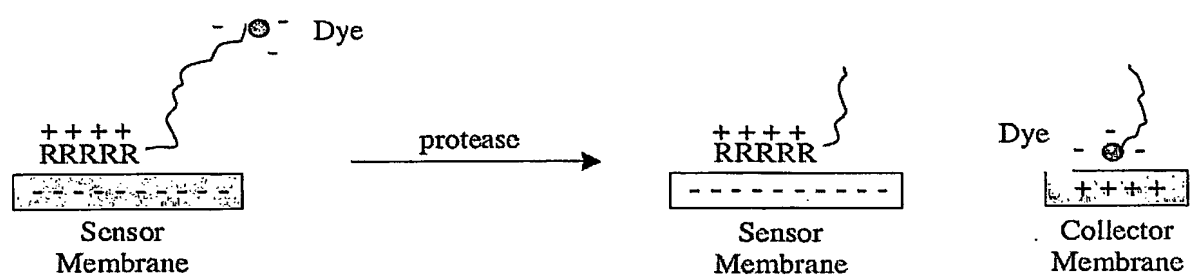 - - - Dye
+ + + +
RRRRR
- - - - - - - - - -
Sensor
Membrane
protease
+ + + +
RRRRR
- - - - - - - - - -
Sensor
Membrane
Dye - - -
+ + + +
Collector
Membrane